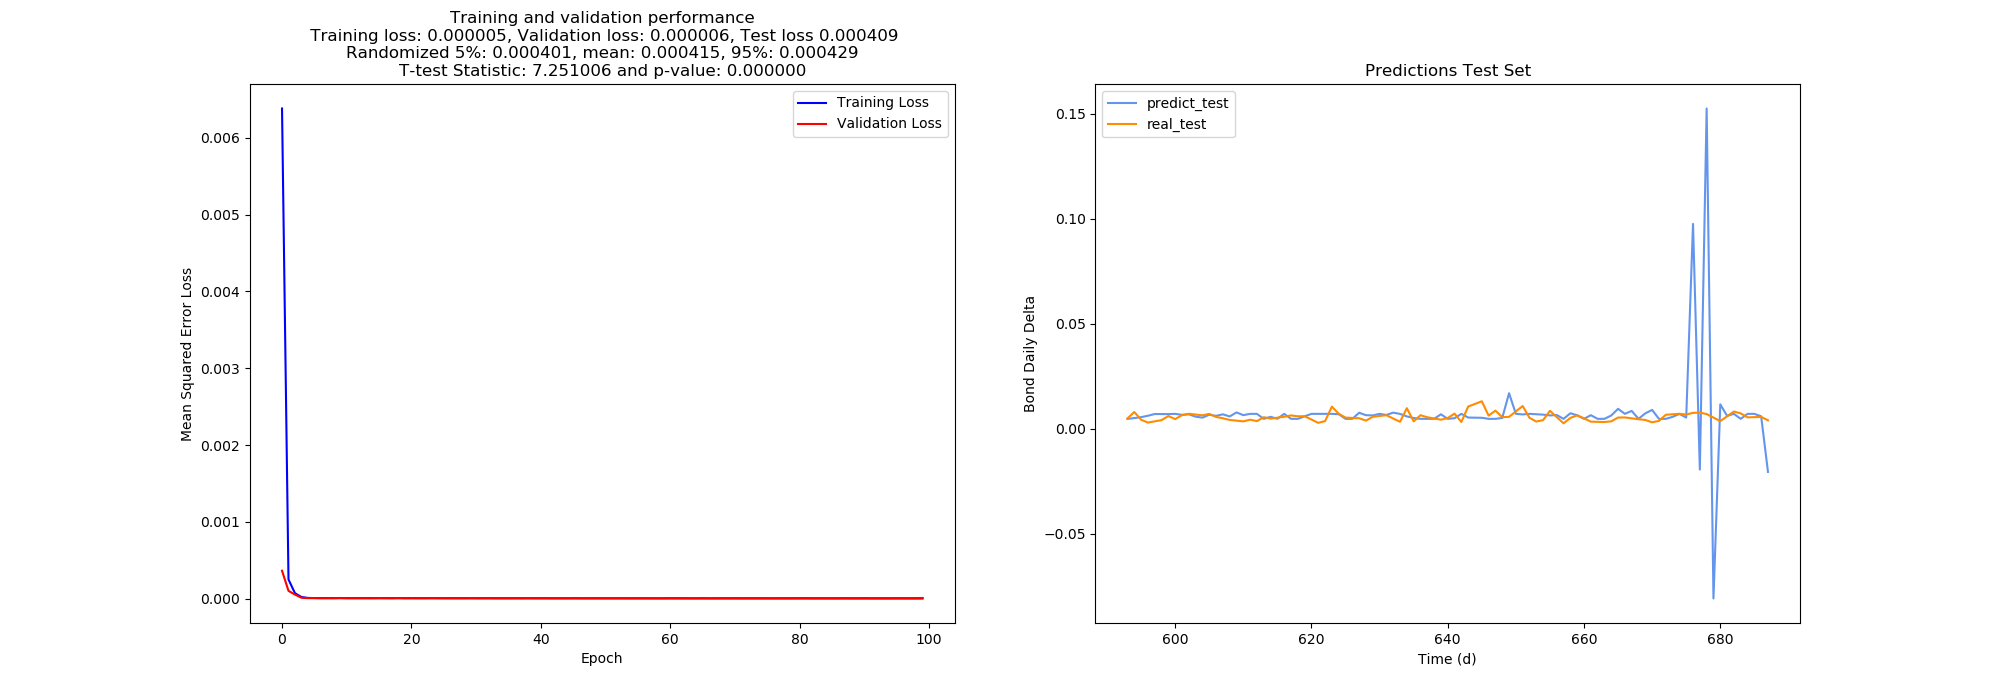 Training and validation performance
Training loss: 0.000005, Validation loss: 0.000006, Test loss 0.000409
Randomized 5%: 0.000401, mean: 0.000415, 95%: 0.000429
T-test Statistic: 7.251006 and p-value: 0.000000
Training Loss
Validation Loss
0.006
0.005
0.004
0.003
0.002
0.001
0.000
Mean Squared Error Loss
0
20
40
60
80
100
Epoch
Predictions Test Set
predict_test
real_test
0.15
0.10
0.05
0.00
−0.05
Bond Daily Delta
600
620
640
660
680
Time (d)